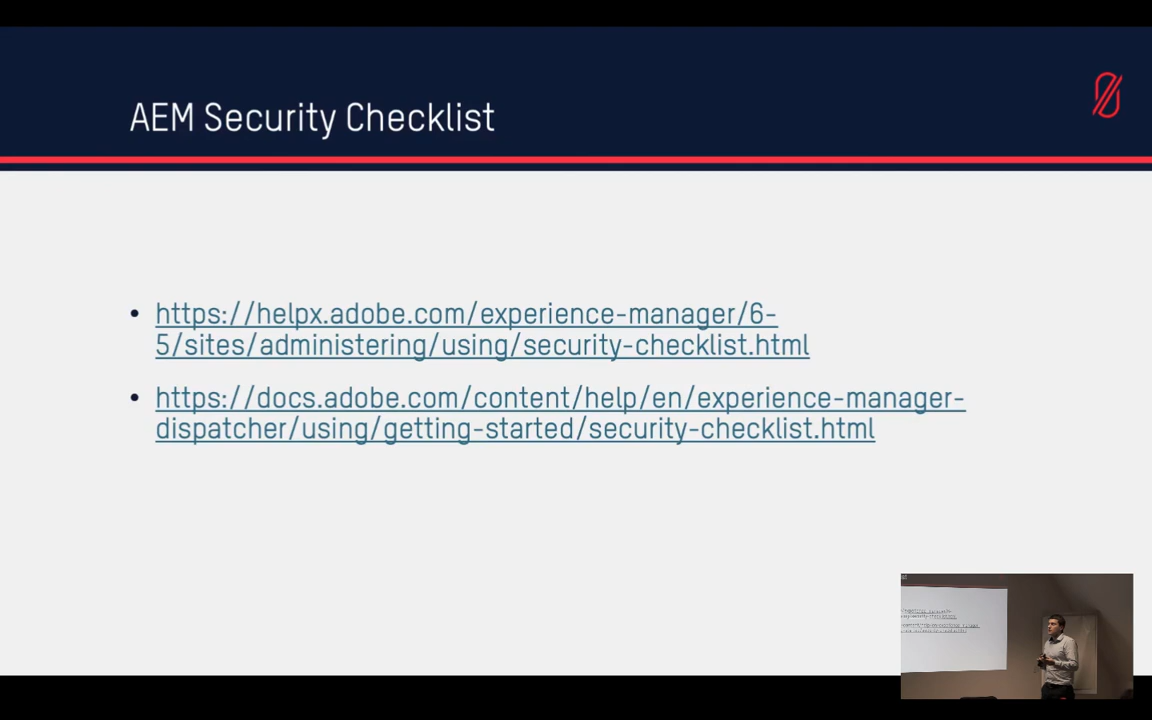 AEM Security Checklist
• https://helpx.adobe.com/experience-manager/6-
5/sites/administering/using/security-checklist.html
• https://docs.adobe.com/content/help/en/experience-manager-
dispatcher/using/getting-started/security-checklist.html